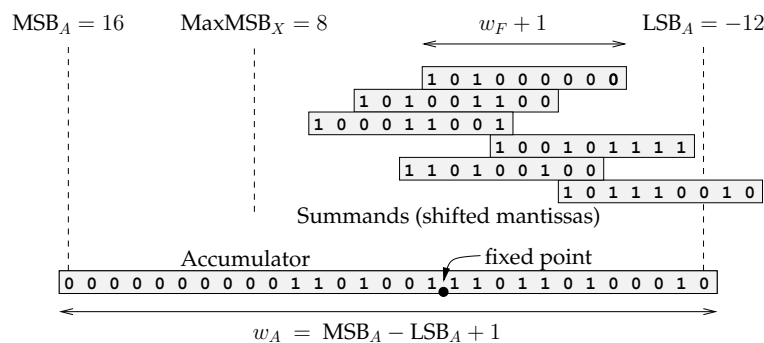 MSB_A = 16 MaxMSB_X = 8 w_F + 1 LSB_A = −12
1 0 1 0 0 0 0 0 0
1 0 1 0 0 1 1 0 0
1 0 0 0 1 1 0 0 1
1 0 0 1 0 1 1 1 1
1 1 0 1 0 0 1 0 0
1 0 1 1 1 0 0 1 0
Summands (shifted mantissas)
Accumulator fixed point
0 0 0 0 0 0 0 0 0 0 1 1 0 1 0 0 1 1 1 0 1 1 0 1 0 0 0 1 0
w_A = MSB_A − LSB_A + 1